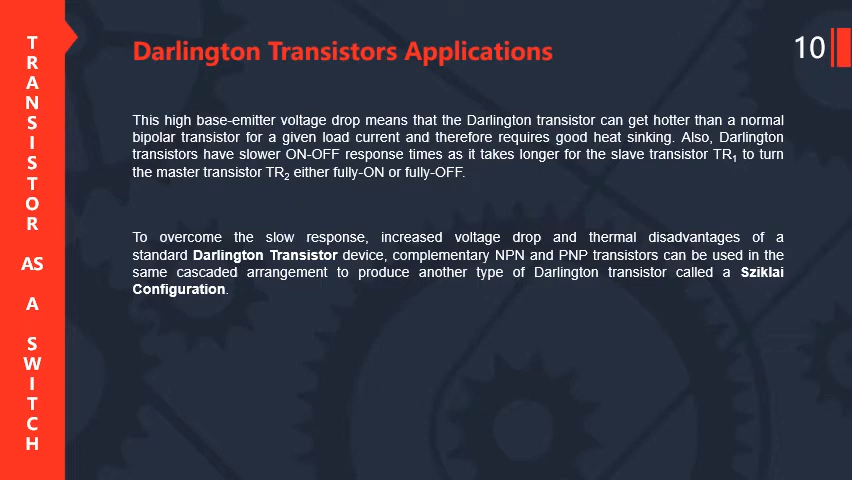 TRANSISTOR AS A SWITCH
Darlington Transistors Applications
10
This high base-emitter voltage drop means that the Darlington transistor can get hotter than a normal
bipolar transistor for a given load current and therefore requires good heat sinking. Also, Darlington
transistors have slower ON-OFF response times as it takes longer for the slave transistor TR₁ to turn
the master transistor TR₂ either fully-ON or fully-OFF.
To overcome the slow response, increased voltage drop and thermal disadvantages of a
standard Darlington Transistor device, complementary NPN and PNP transistors can be used in the
same cascaded arrangement to produce another type of Darlington transistor called a Sziklai
Configuration.